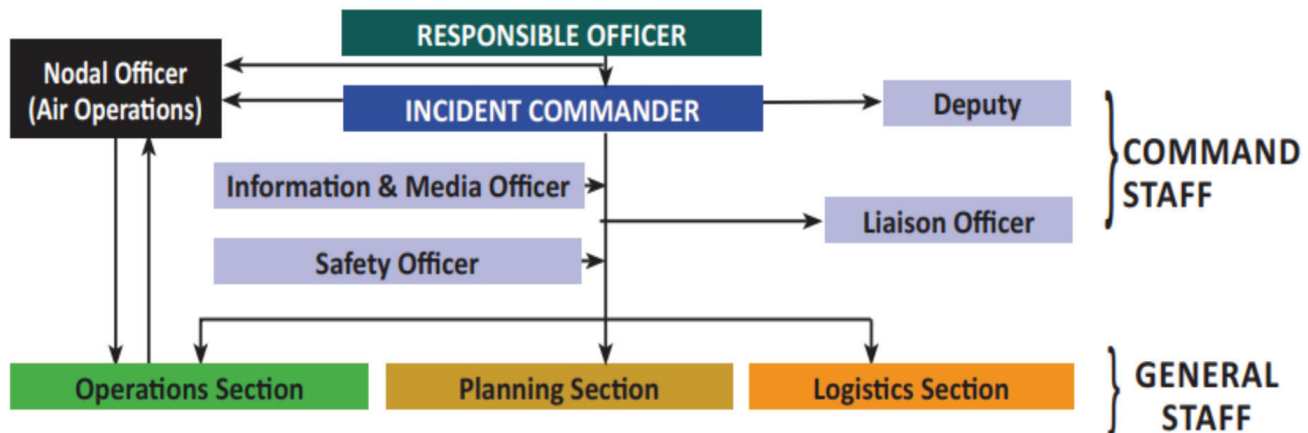 RESPONSIBLE OFFICER
Nodal Officer
(Air Operations)
INCIDENT COMMANDER
Deputy
COMMAND
STAFF
Information & Media Officer
Liaison Officer
Safety Officer
Operations Section
Planning Section
Logistics Section
GENERAL
STAFF